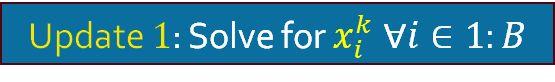 Update 1: Solve for $x_i^k$ ∀i ∈ 1: B